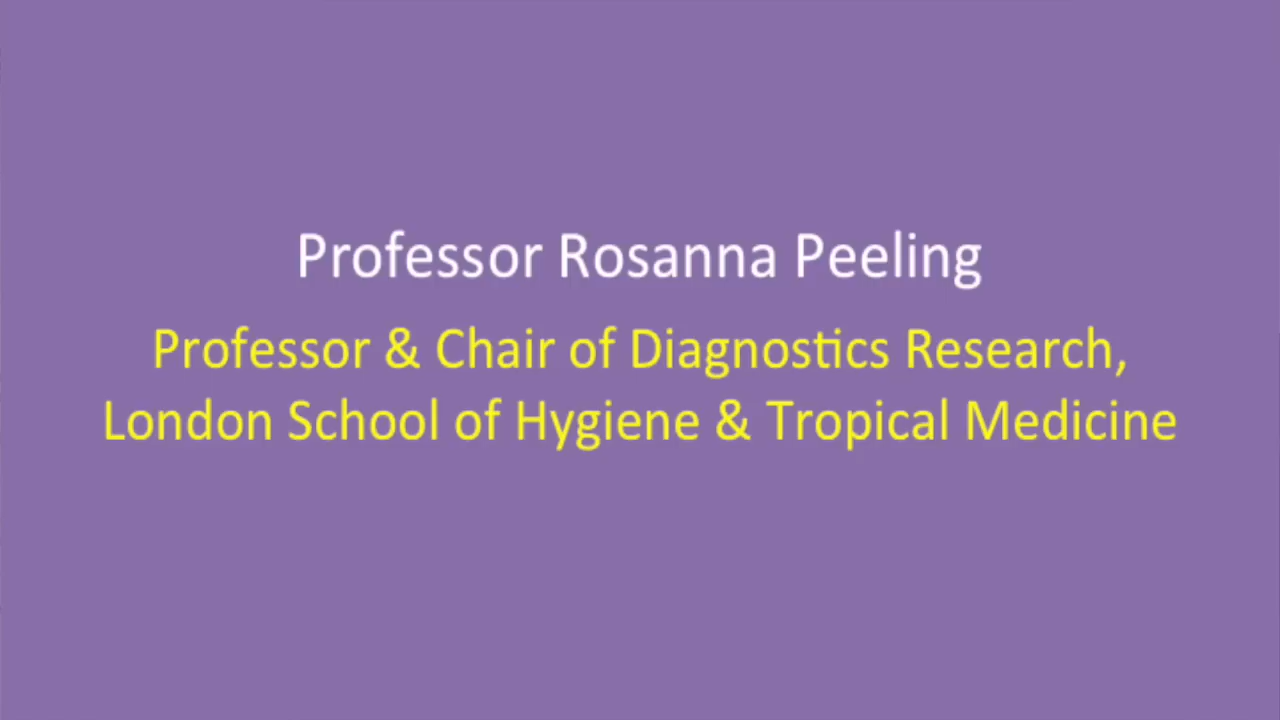 Professor Rosanna Peeling
Professor & Chair of Diagnostics Research,
London School of Hygiene & Tropical Medicine